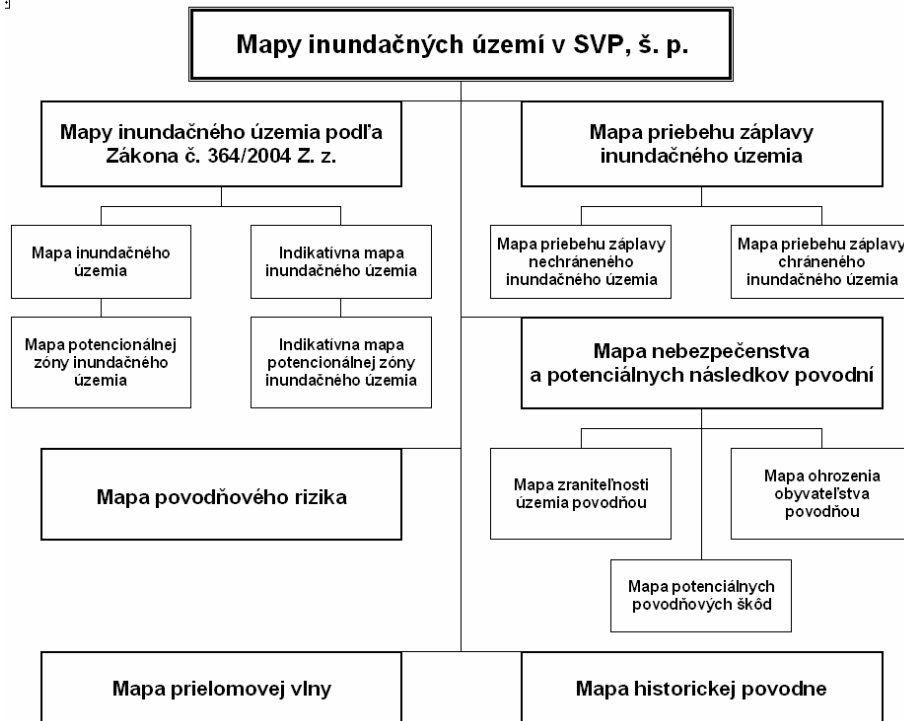 Mapy inundačných území v SVP, š. p.
Mapy inundačného územia podľa
Zákona č. 364/2004 Z. z.
Mapa priebehu záplavy
inundačného územia
Mapa inundačného
územia
Indikatívna mapa
inundačného územia
Mapa priebehu záplavy
nechráneného
inundačného územia
Mapa priebehu záplavy
chráneného
inundačného územia
Mapa potencionálnej
zóny inundačného
územia
Indikatívna mapa
potencionálnej zóny
inundačného územia
Mapa nebezpečenstva
a potenciálnych následkov povodní
Mapa povodňového rizika
Mapa zraniteľnosti
územia povodňou
Mapa ohrozenia
obyvateľstva
povodňou
Mapa potenciálnych
povodňových škôd
Mapa prielomovej vlny
Mapa historickej povodne